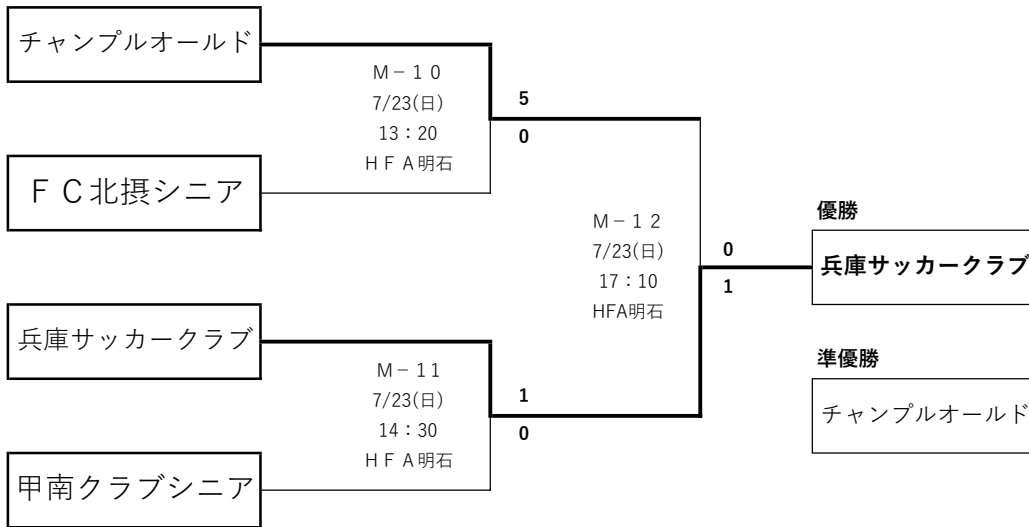 チャンプルオールド
Ｍ－１０
7/23(日)
13：20
ＨＦＡ明石
5
0
ＦＣ北摂シニア
Ｍ－１２
7/23(日)
17：10
HFA明石
0
1
優勝
兵庫サッカークラブ
兵庫サッカークラブ
Ｍ－11
7/23(日)
14：30
ＨＦＡ明石
1
0
準優勝
チャンプルオールド
甲南クラブシニア